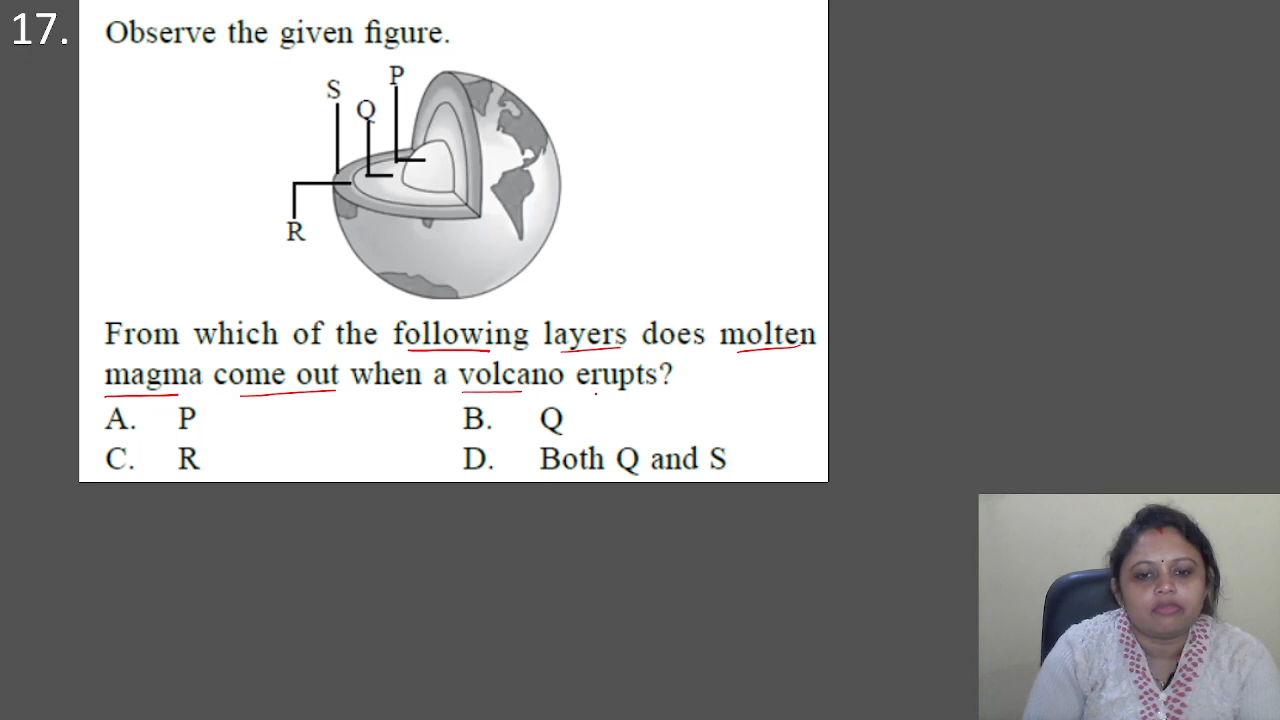 17.
Observe the given figure.
P
S
Q
R
From which of the following layers does molten
magma come out when a volcano erupts?
A. P B. Q
C. R D. Both Q and S